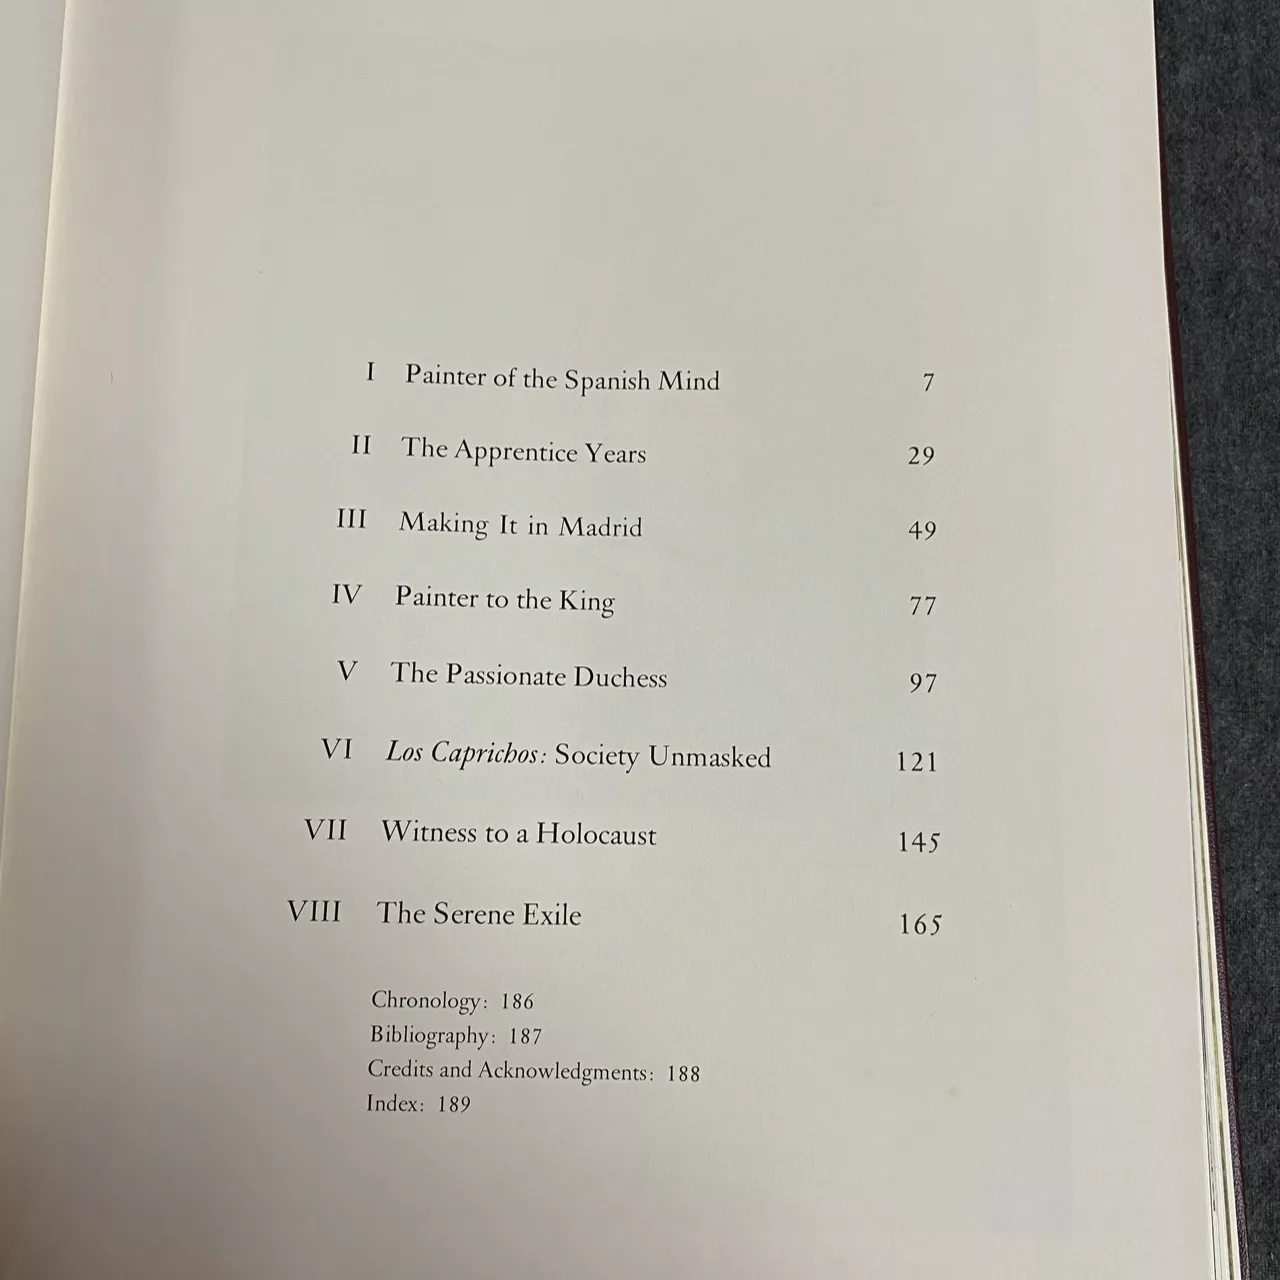 I Painter of the Spanish Mind 7
II The Apprentice Years 29
III Making It in Madrid 49
IV Painter to the King 77
V The Passionate Duchess 97
VI Los Caprichos: Society Unmasked 121
VII Witness to a Holocaust 145
VIII The Serene Exile 165
Chronology: 186
Bibliography: 187
Credits and Acknowledgments: 188
Index: 189